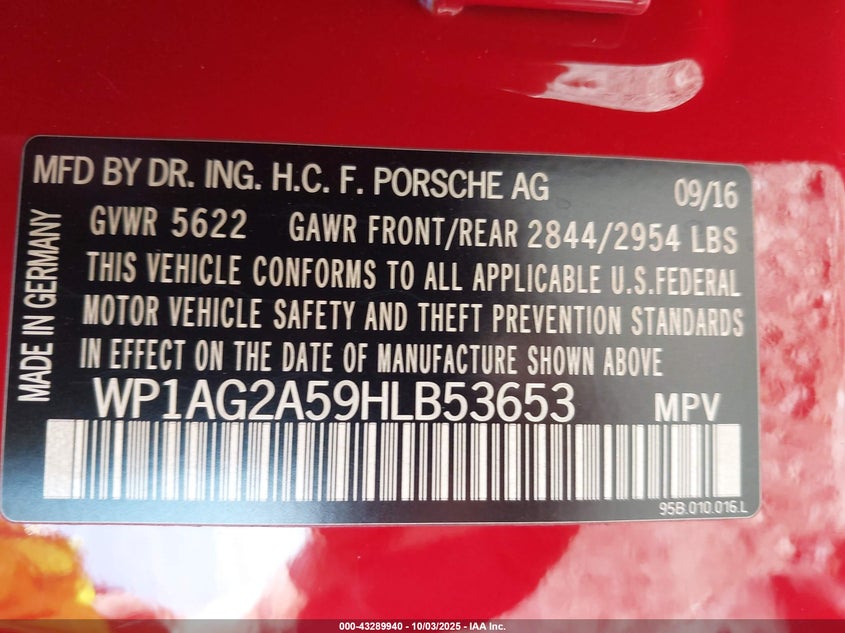 MFD BY DR. ING. H.C. F. PORSCHE AG 09/16
GVWR 5622 GAWR FRONT/REAR 2844/2954 LBS
THIS VEHICLE CONFORMS TO ALL APPLICABLE U.S.FEDERAL
MOTOR VEHICLE SAFETY AND THEFT PREVENTION STANDARDS
IN EFFECT ON THE DATE OF MANUFACTURE SHOWN ABOVE
WP1AG2A59HLB53653 MPV
95B.010.016.L
MADE IN GERMANY
000-43289940 - 10/03/2025 - IAA Inc.